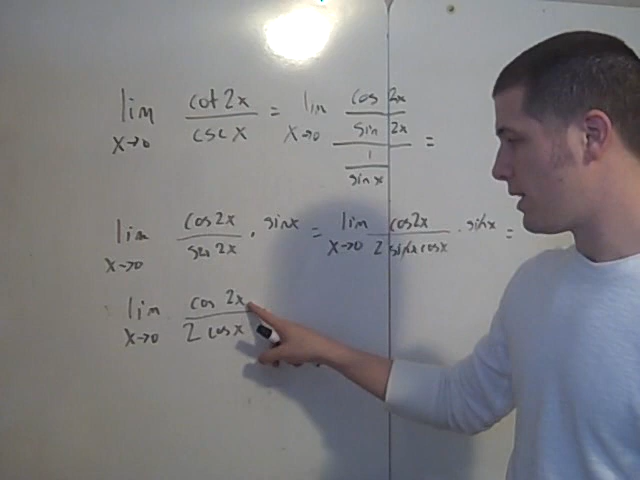 lim x→0 cot 2x / csc x = lim x→0 (cos 2x / sin 2x) / (1 / sin x) =
lim x→0 cos 2x / sin 2x · sin x = lim x→0 cos 2x / 2 sin x cos x · sin x =
lim x→0 cos 2x / 2 cos x